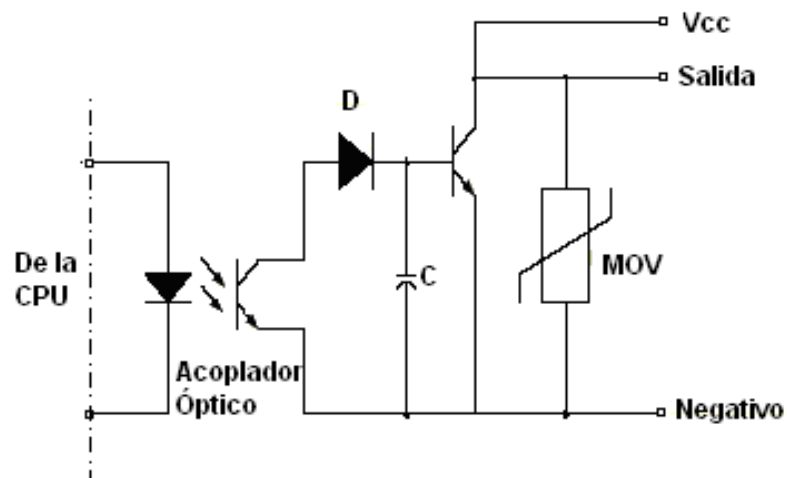 Vcc
Salida
D
De la
CPU
C
MOV
Acoplador
Óptico
Negativo